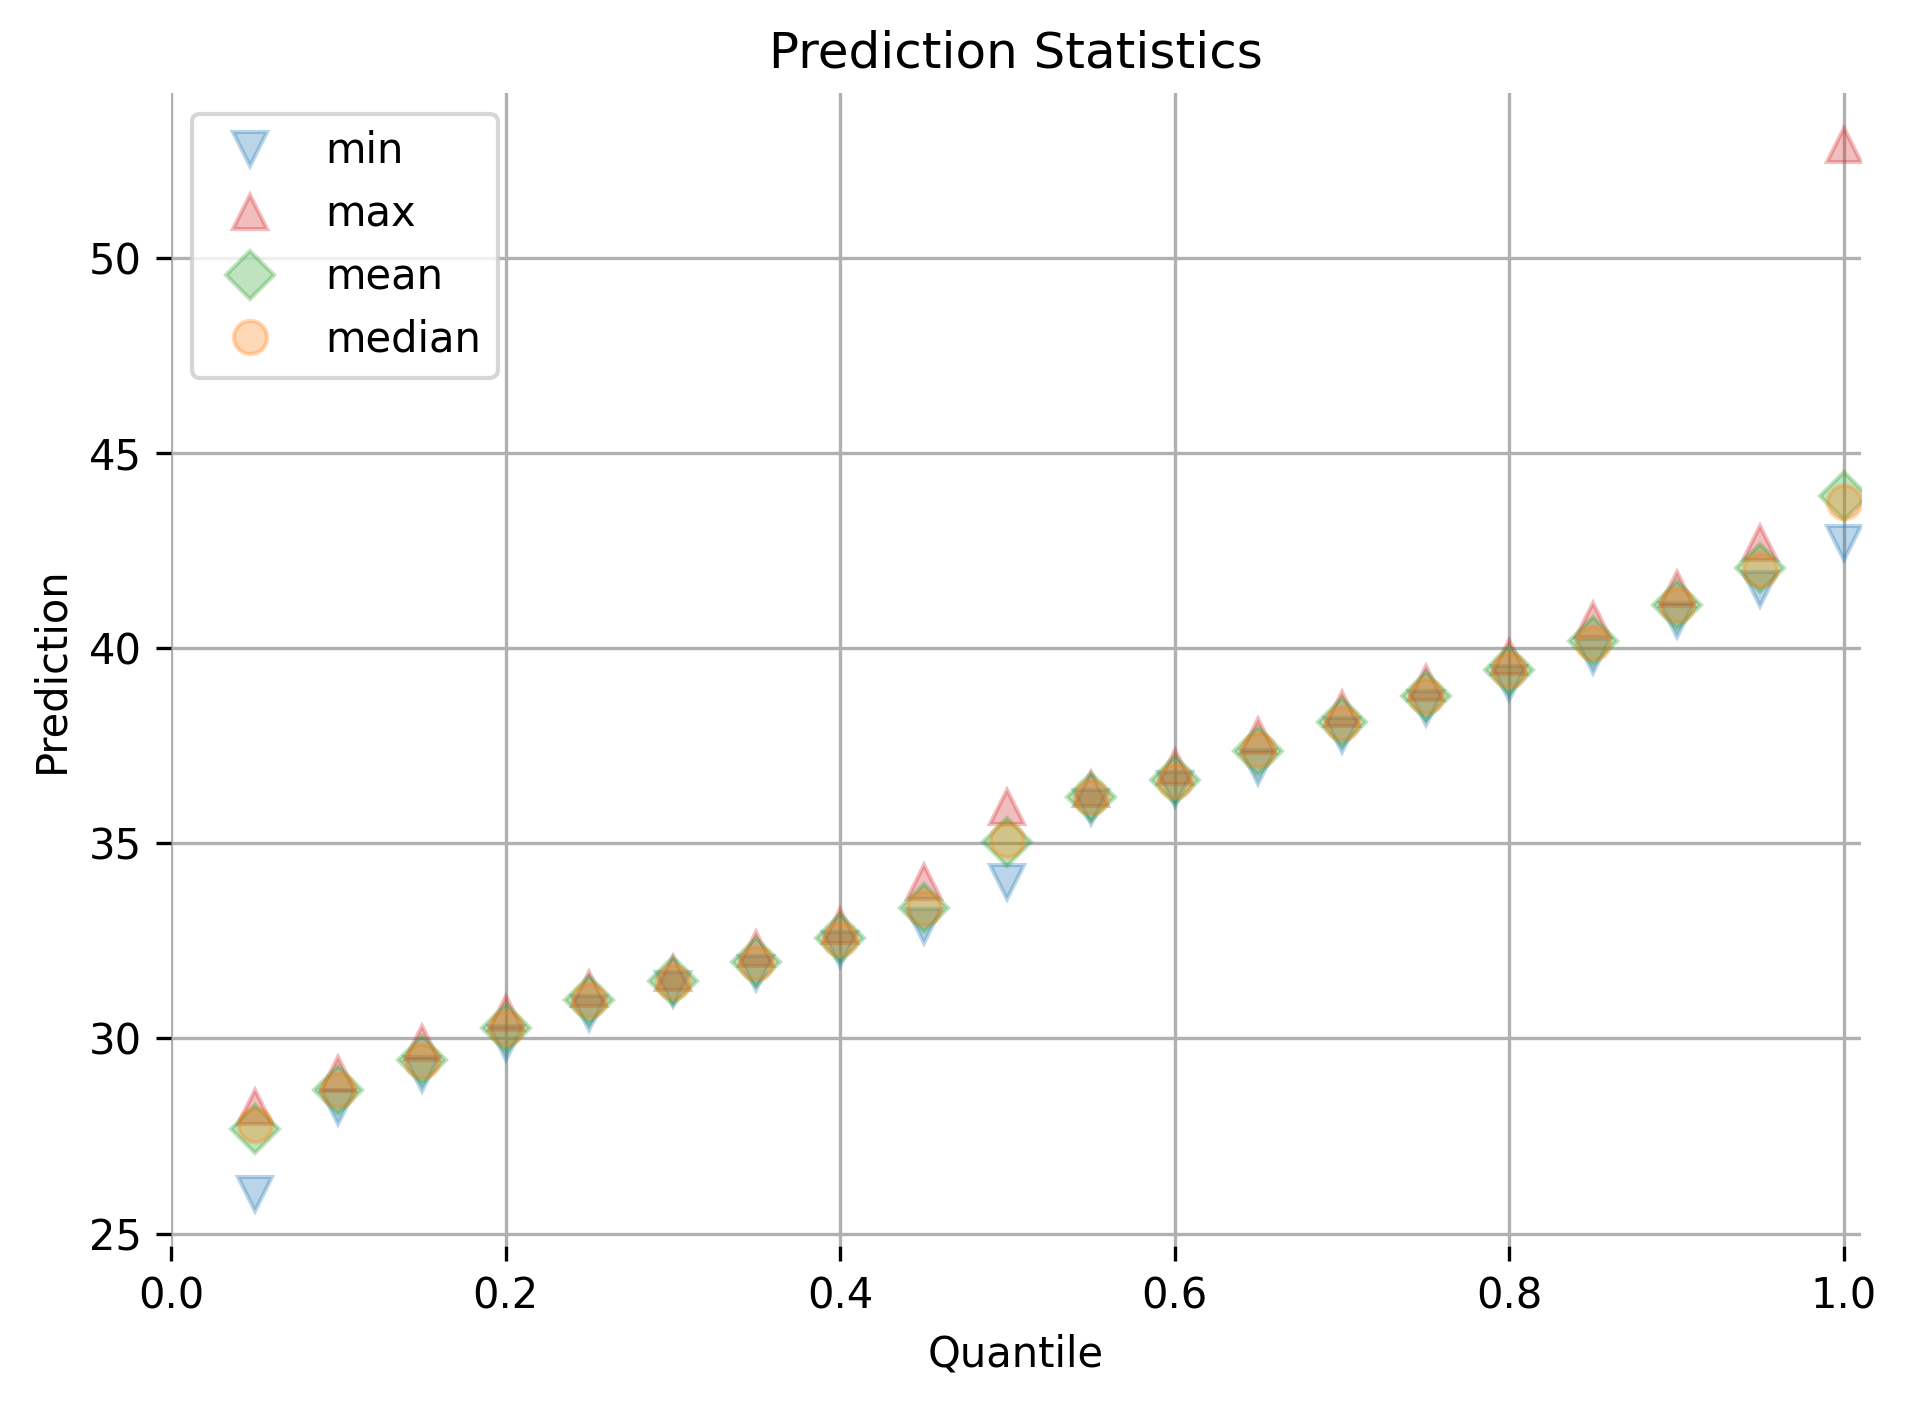 Prediction Statistics
min
max
mean
median
50
45
40
35
30
25
Prediction
0.0 0.2 0.4 0.6 0.8 1.0
Quantile